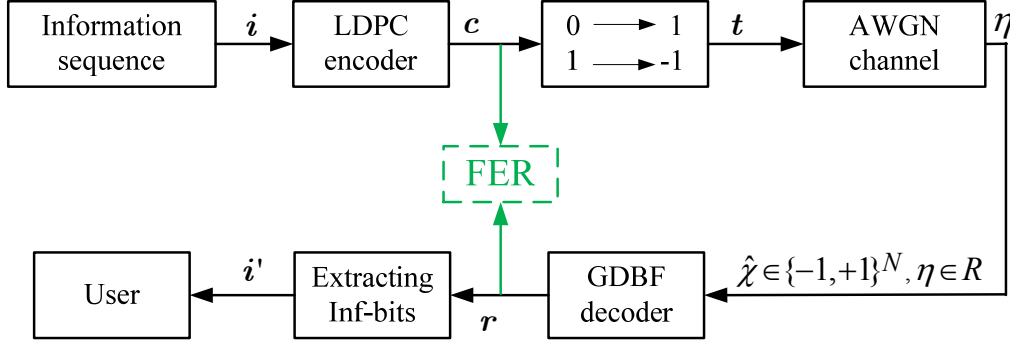 Information
sequence
i
LDPC
encoder
c
0 1
1 -1
t
AWGN
channel
η
FER
User
i'
Extracting
Inf-bits
r
GDBF
decoder
χ̂ ∈ {−1, +1}ᴺ, η ∈ R